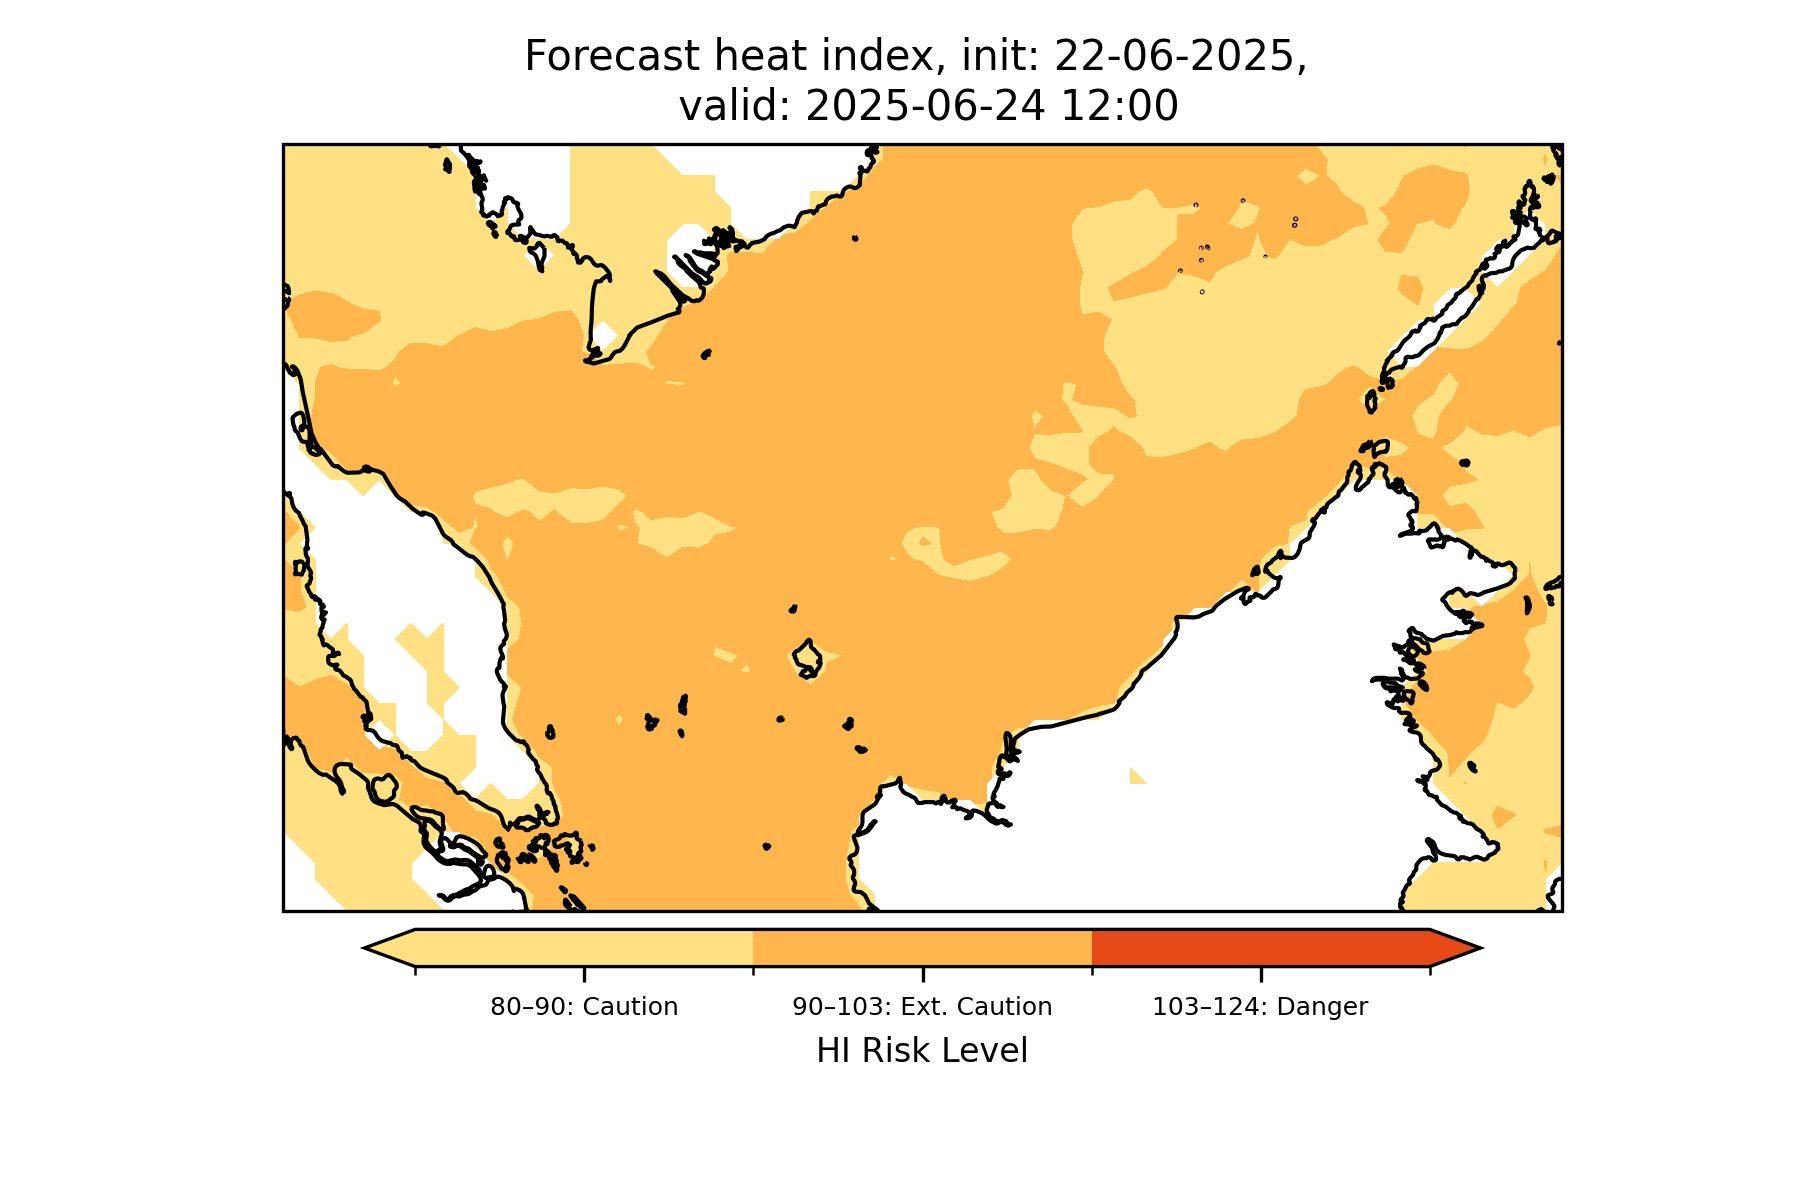 Forecast heat index, init: 22-06-2025,
valid: 2025-06-24 12:00
80–90: Caution
90–103: Ext. Caution
103–124: Danger
HI Risk Level